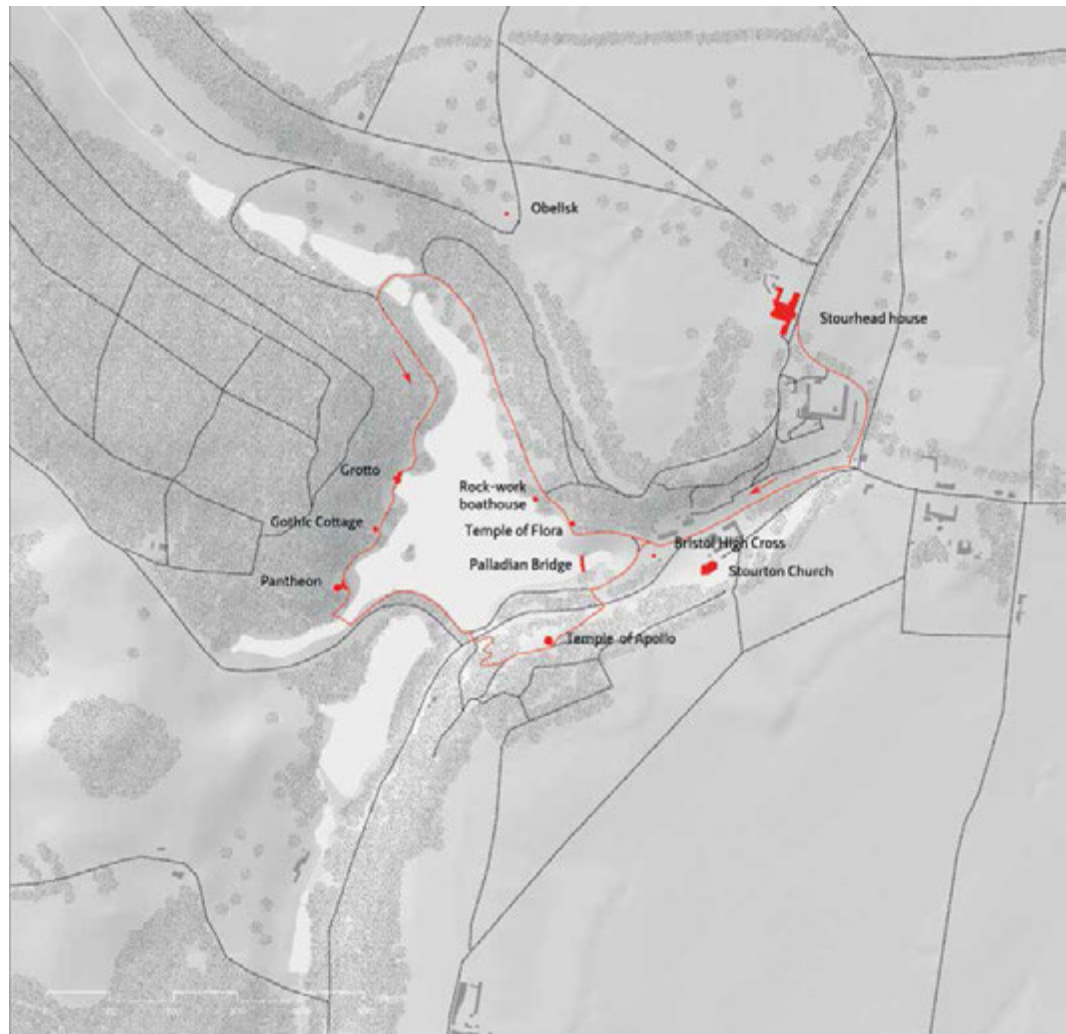 Obelisk
Stourhead house
Grotto
Rock-work
boathouse
Gothic Cottage
Temple of Flora
Bristol High Cross
Palladian Bridge
Stourton Church
Pantheon
Temple of Apollo